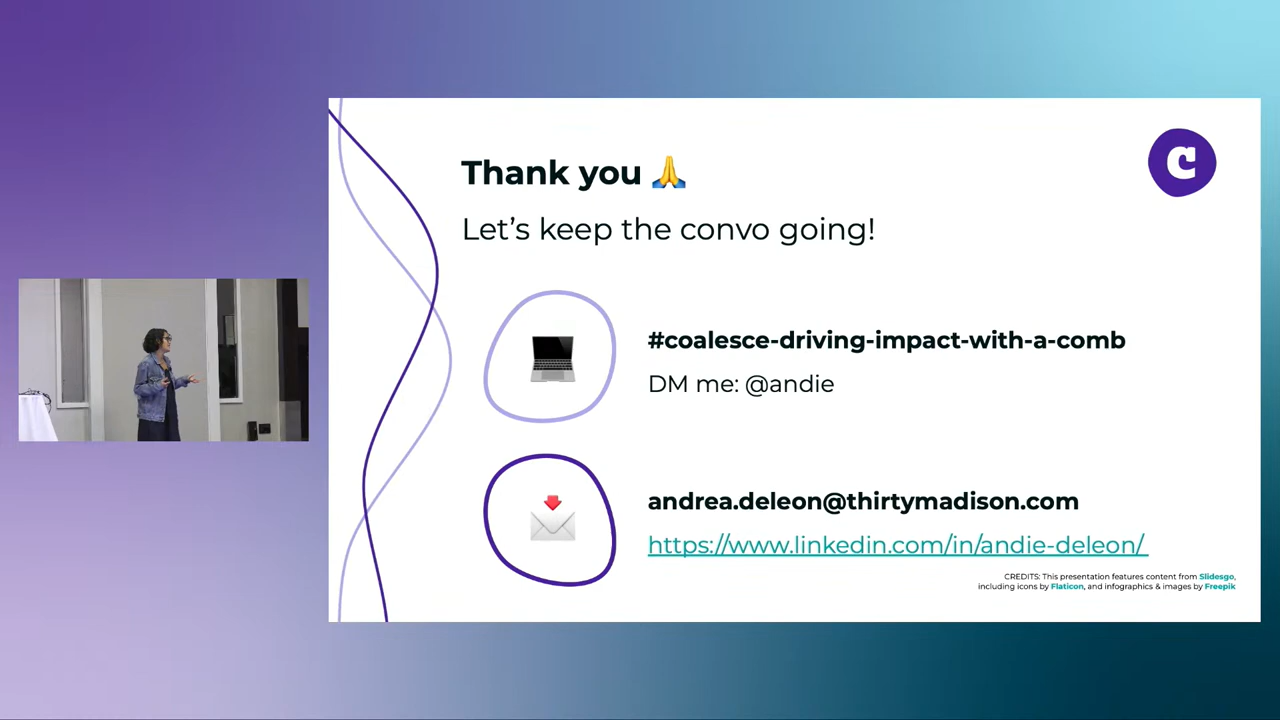 Thank you 🙏
C
Let’s keep the convo going!
#coalesce-driving-impact-with-a-comb
DM me: @andie
andrea.deleon@thirtymadison.com
https://www.linkedin.com/in/andie-deleon/
CREDITS: This presentation features content from Slidesgo,
including icons by Flaticon, and infographics & images by Freepik